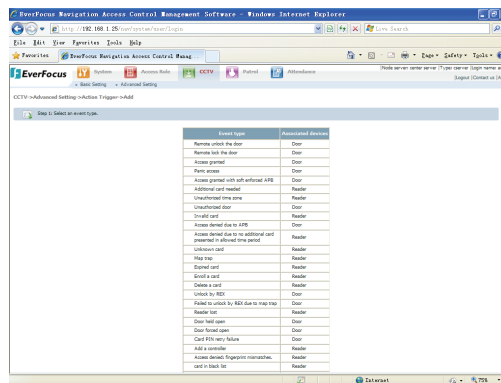 EverFocus Navigation Access Control Management Software - Windows Internet Explorer
http://192.168.1.25/nav/system/user/login
Live Search
File Edit View Favorites Tools Help
Favorites EverFocus Navigation Access Control Manag...
Page Safety Tools
EverFocus System Access Rule CCTV Patrol Attendance
|Node server: center server |Type: cserver |Login name:
|Logout |Contact us
Basic Setting Advanced Setting
CCTV->Advanced Setting->Action Trigger->Add
Step 1: Select an event type.
Event type Associated devices
Remote unlock the door Door
Remote lock the door Door
Access granted Door
Panic access Door
Access granted with soft enforced APB Door
Additional card needed Reader
Unauthorized time zone Reader
Unauthorized door Door
Invalid card Reader
Access denied due to APB Door
Access denied due to no additional card
presented in allowed time period Reader
Unknown card Reader
Map trap Reader
Expired card Reader
Enroll a card Reader
Delete a card Reader
Unlock by REX Door
Failed to unlock by REX due to map trap Door
Reader lost Reader
Door held open Door
Door forced open Door
Card PIN retry failure Door
Add a controller Reader
Access denied: fingerprint mismatches. Reader
card in black list Reader
Internet 75%